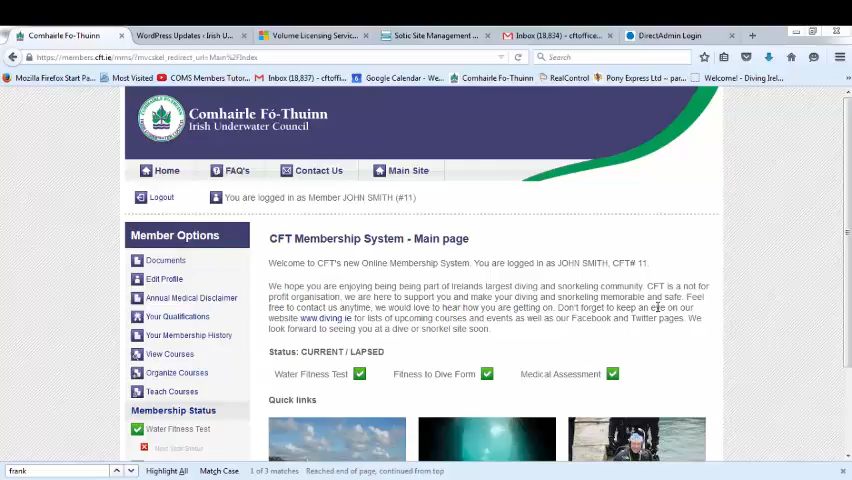 Comhairle Fo-Thuinn
WordPress Updates ‹ Irish U...
Volume Licensing Servic...
Sotic Site Management ...
Inbox (18,834) - cftoffice...
DirectAdmin Login
https://members.cft.ie/mms/?mvcskel_redirect_url=Main%2FIndex
Search
Mozilla Firefox Start Pa...
Most Visited
COMS Members Tutor...
Inbox (18,837) - cftoffi...
Google Calendar - We...
Comhairle Fo-Thuinn
RealControl
Pony Express Ltd ~ par...
Welcome! - Diving Irel...
Comhairle Fó-Thuinn
Irish Underwater Council
Home
FAQ's
Contact Us
Main Site
Logout
You are logged in as Member JOHN SMITH (#11)
Member Options
Documents
Edit Profile
Annual Medical Disclaimer
Your Qualifications
Your Membership History
View Courses
Organize Courses
Teach Courses
Membership Status
Water Fitness Test
CFT Membership System - Main page
Welcome to CFT's new Online Membership System. You are logged in as JOHN SMITH, CFT# 11.
We hope you are enjoying being being part of Irelands largest diving and snorkeling community. CFT is a not for
profit organisation, we are here to support you and make your diving and snorkeling memorable and safe. Feel
free to contact us anytime, we would love to hear how you are getting on. Don't forget to keep an eye on our
website www.diving.ie for lists of upcoming courses and events as well as our Facebook and Twitter pages. We
look forward to seeing you at a dive or snorkel site soon.
Status: CURRENT / LAPSED
Water Fitness Test
Fitness to Dive Form
Medical Assessment
Quick links
frank
Highlight All
Match Case
1 of 3 matches
Reached end of page, continued from top